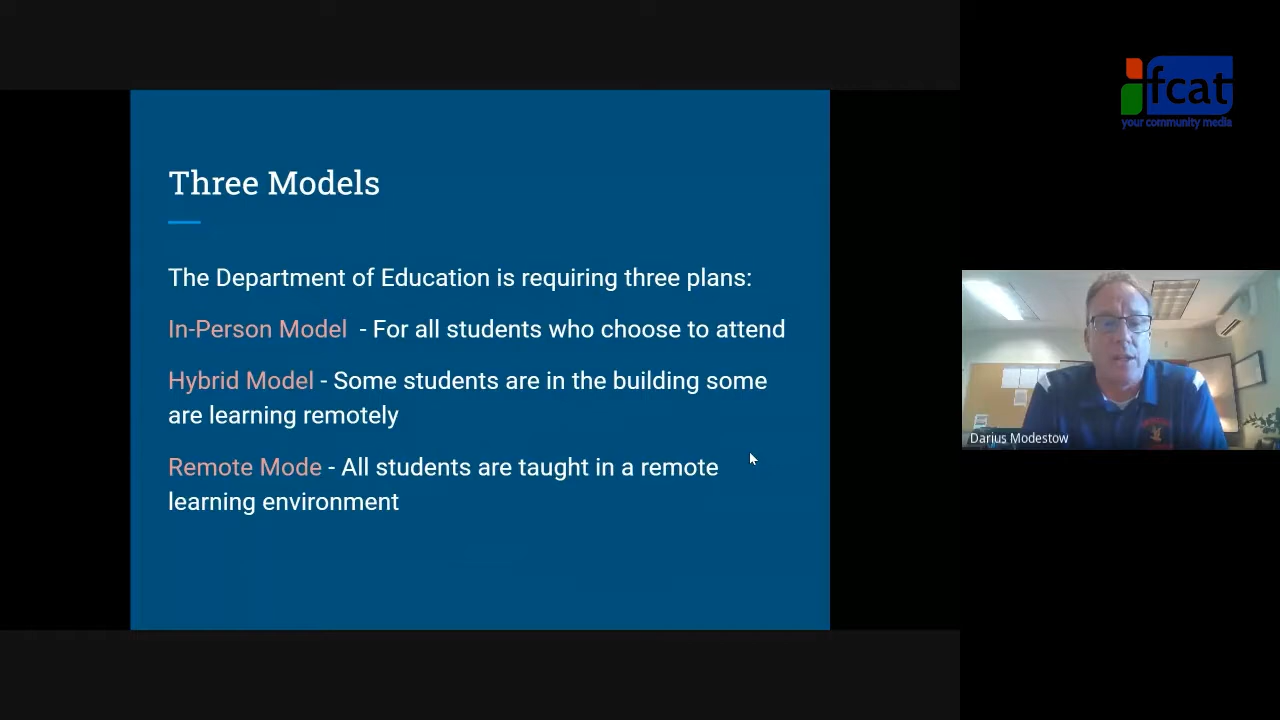 Three Models
The Department of Education is requiring three plans:
In-Person Model - For all students who choose to attend
Hybrid Model - Some students are in the building some
are learning remotely
Remote Mode - All students are taught in a remote
learning environment
fcat
your community media
Darius Modestow